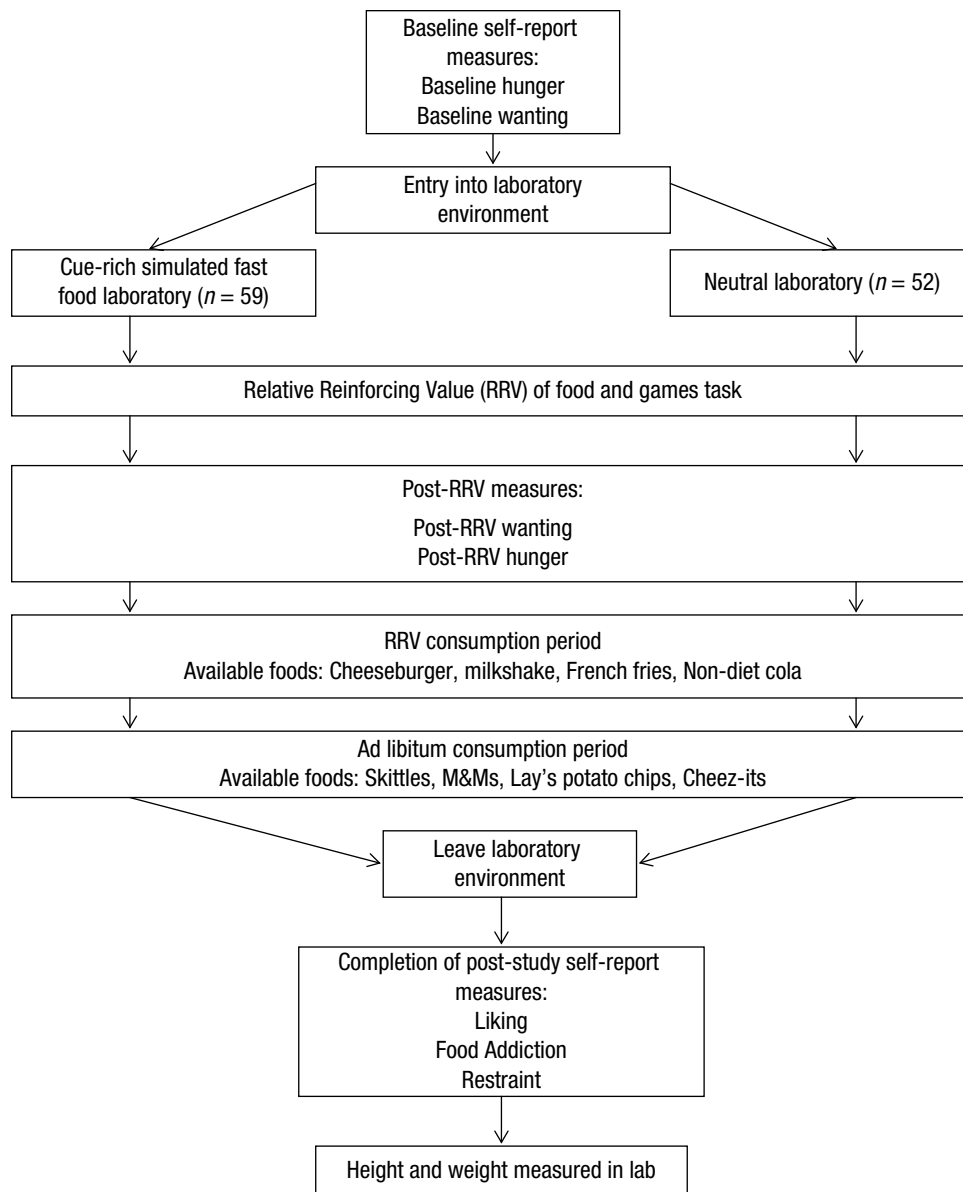 Baseline self-report
measures:
Baseline hunger
Baseline wanting
Entry into laboratory
environment
Cue-rich simulated fast
food laboratory (n = 59)
Neutral laboratory (n = 52)
Relative Reinforcing Value (RRV) of food and games task
Post-RRV measures:
Post-RRV wanting
Post-RRV hunger
RRV consumption period
Available foods: Cheeseburger, milkshake, French fries, Non-diet cola
Ad libitum consumption period
Available foods: Skittles, M&Ms, Lay's potato chips, Cheez-its
Leave laboratory
environment
Completion of post-study self-report
measures:
Liking
Food Addiction
Restraint
Height and weight measured in lab